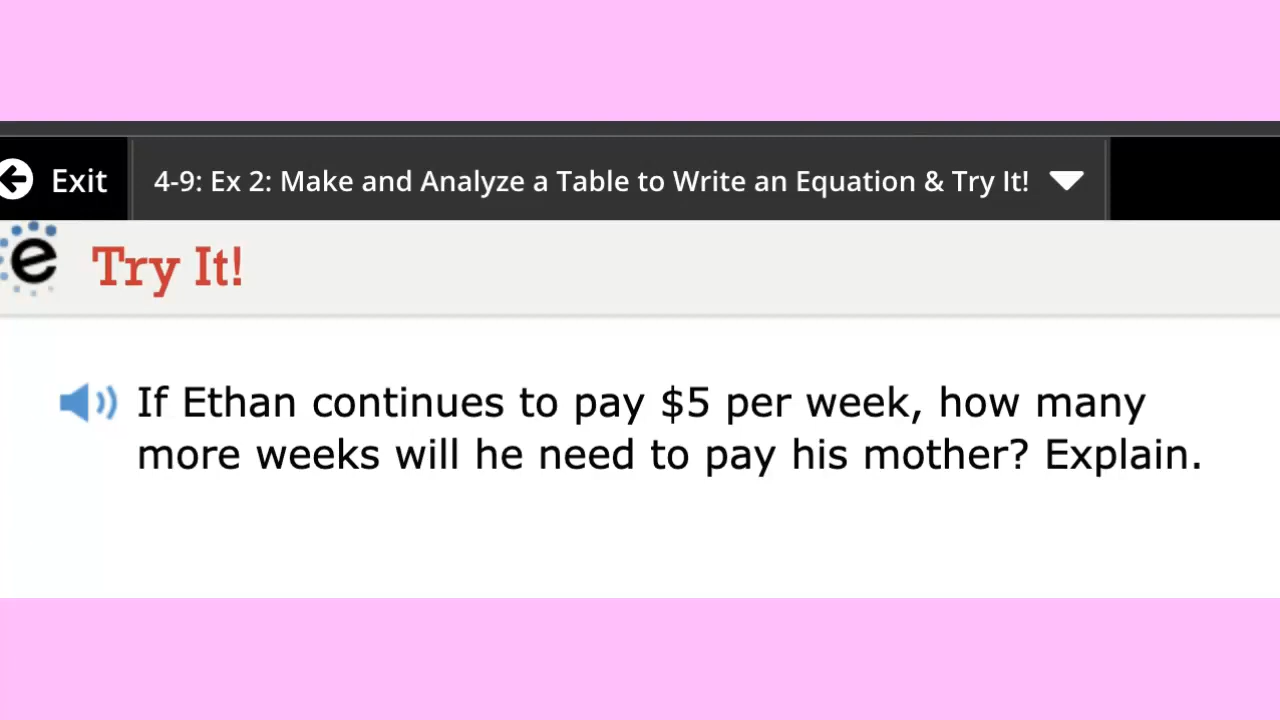 Exit
4-9: Ex 2: Make and Analyze a Table to Write an Equation & Try It!
e
Try It!
If Ethan continues to pay $5 per week, how many
more weeks will he need to pay his mother? Explain.